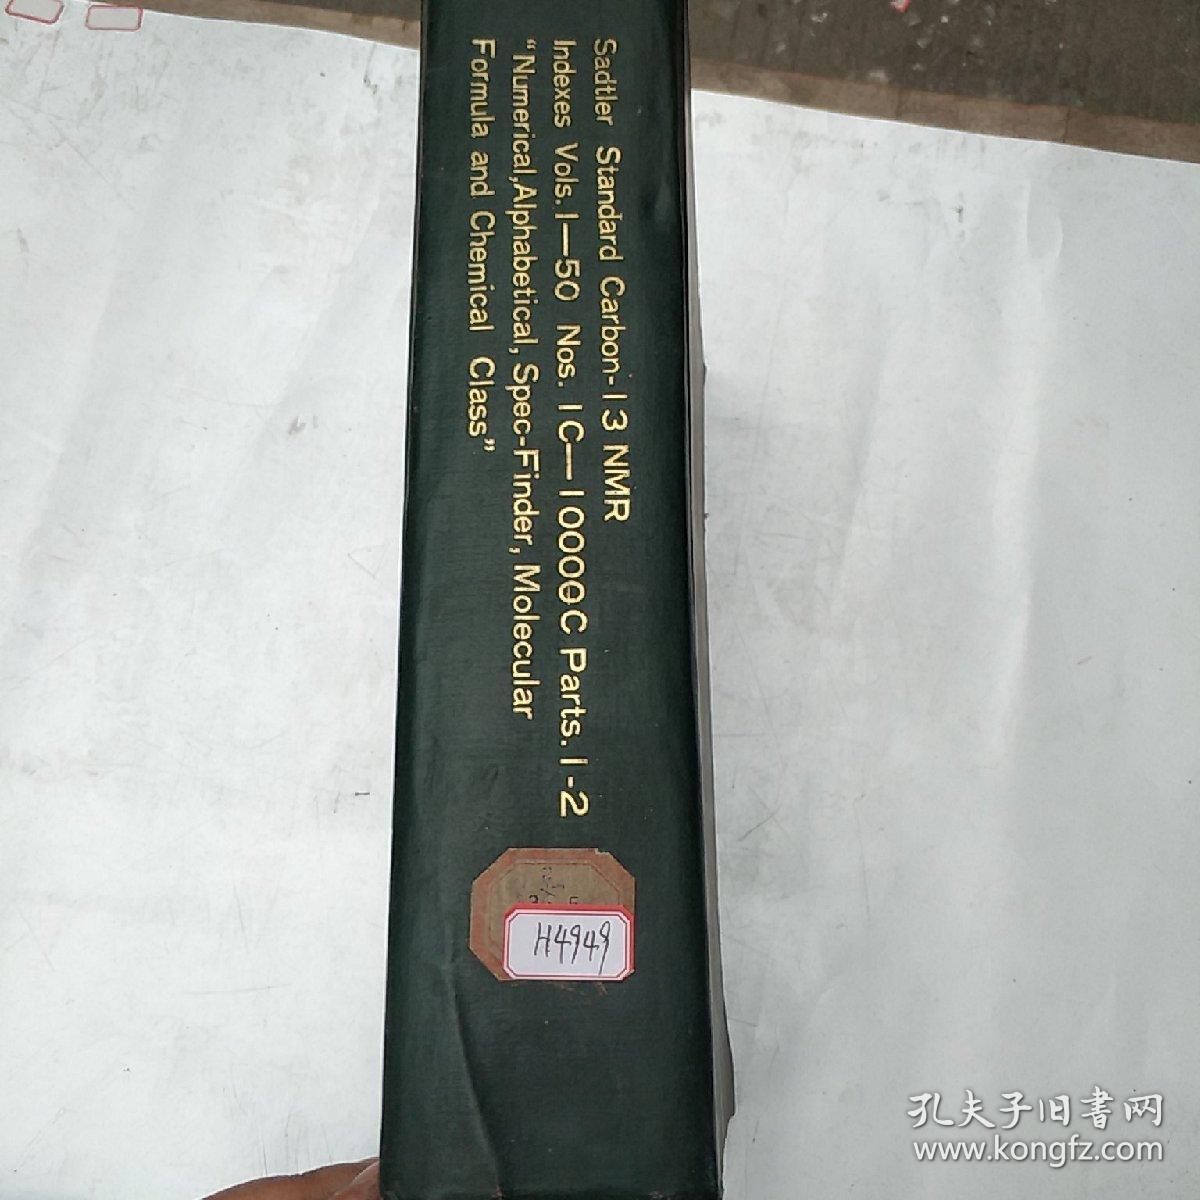 Sadtler Standard Carbon-13 NMR
Indexes Vols. 1—50 Nos. 1C—10000C Parts. 1-2
"Numerical, Alphabetical, Spec-Finder, Molecular
Formula and Chemical Class"
H4949
孔夫子旧書网
www.kongfz.com